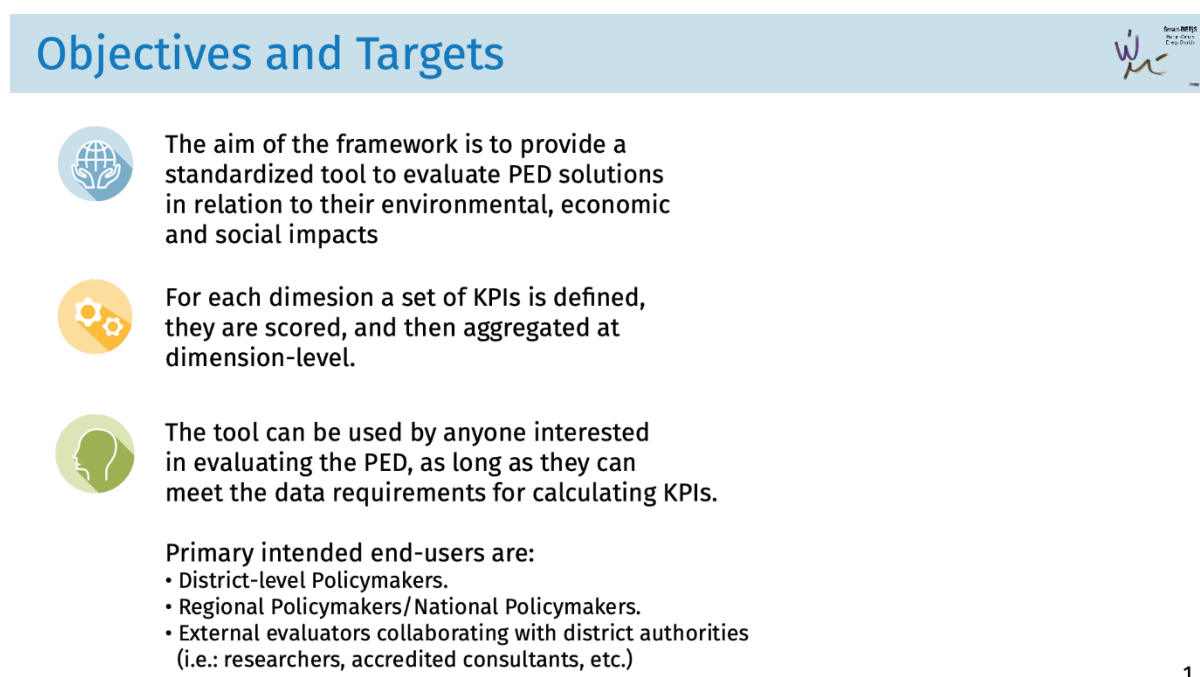 Objectives and Targets
Smart-BEEjS
The aim of the framework is to provide a
standardized tool to evaluate PED solutions
in relation to their environmental, economic
and social impacts
For each dimesion a set of KPIs is defined,
they are scored, and then aggregated at
dimension-level.
The tool can be used by anyone interested
in evaluating the PED, as long as they can
meet the data requirements for calculating KPIs.
Primary intended end-users are:
• District-level Policymakers.
• Regional Policymakers/National Policymakers.
• External evaluators collaborating with district authorities
(i.e.: researchers, accredited consultants, etc.)
1